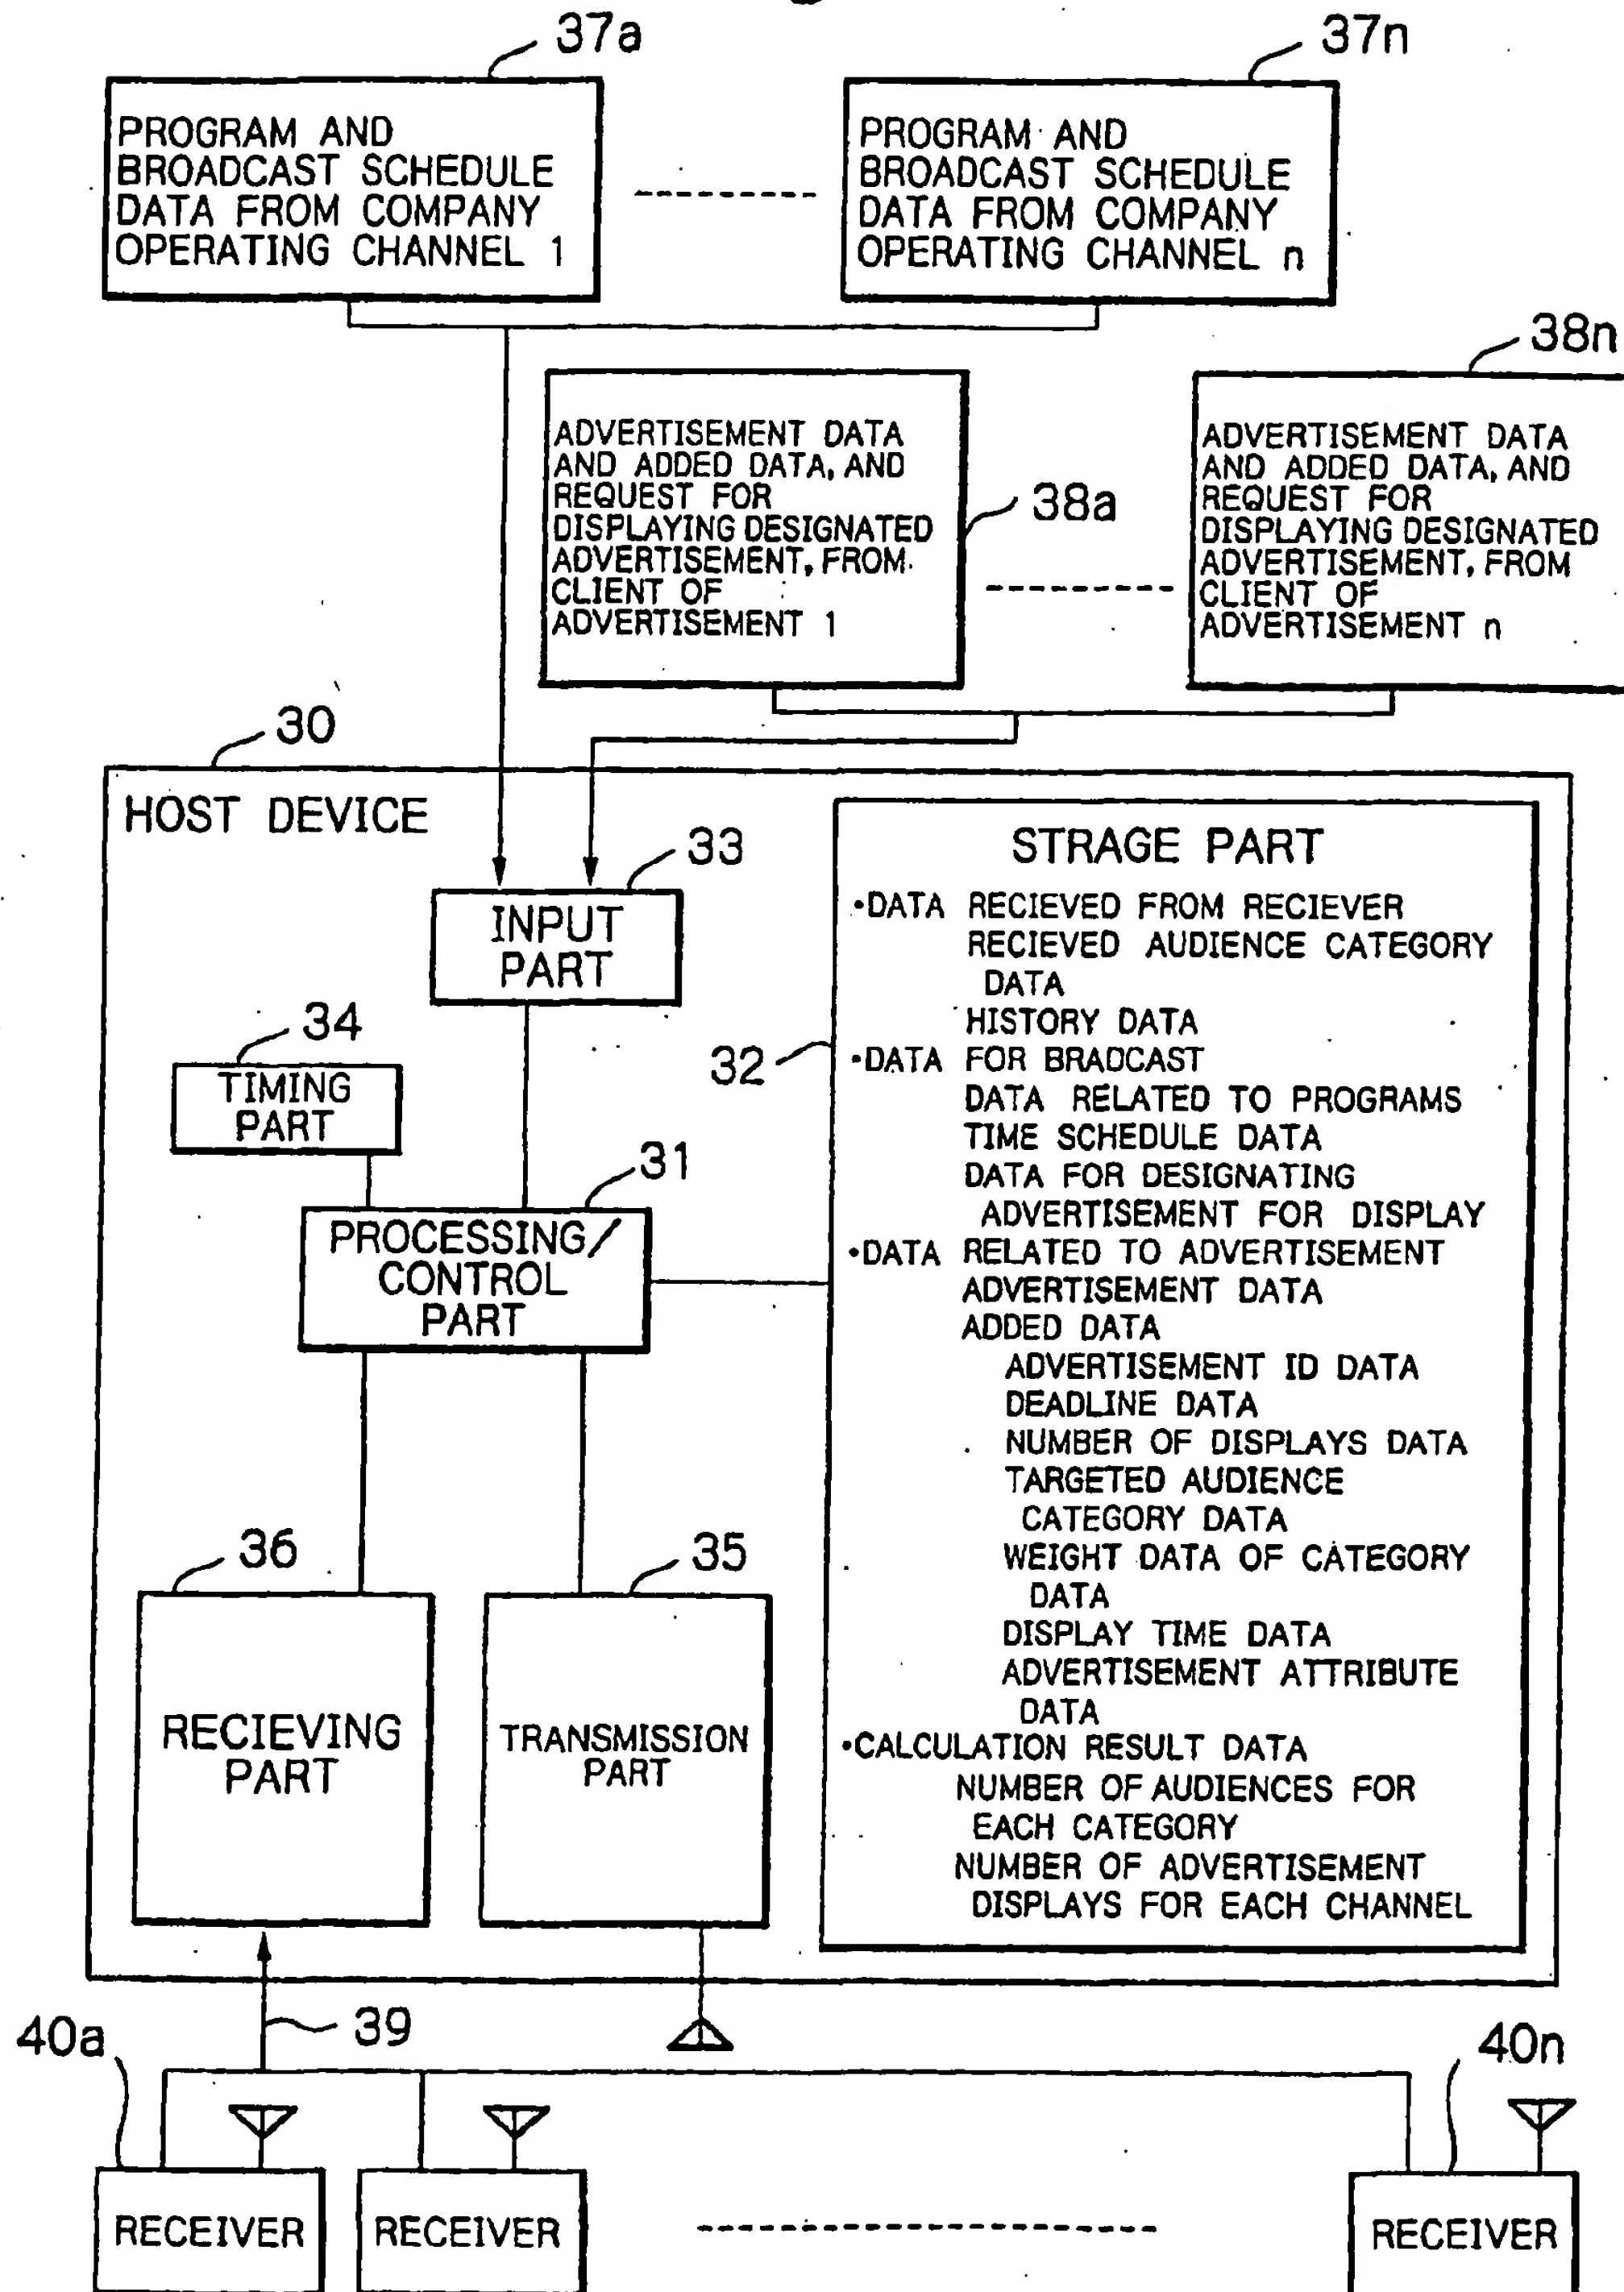 37a
37n
PROGRAM AND
BROADCAST SCHEDULE
DATA FROM COMPANY
OPERATING CHANNEL 1
PROGRAM AND
BROADCAST SCHEDULE
DATA FROM COMPANY
OPERATING CHANNEL n
38n
ADVERTISEMENT DATA
AND ADDED DATA, AND
REQUEST FOR
DISPLAYING DESIGNATED
ADVERTISEMENT, FROM
CLIENT OF
ADVERTISEMENT 1
38a
ADVERTISEMENT DATA
AND ADDED DATA, AND
REQUEST FOR
DISPLAYING DESIGNATED
ADVERTISEMENT, FROM
CLIENT OF
ADVERTISEMENT n
30
HOST DEVICE
33
INPUT
PART
34
TIMING
PART
31
PROCESSING/
CONTROL
PART
36
RECIEVING
PART
35
TRANSMISSION
PART
32
STRAGE PART
•DATA RECIEVED FROM RECIEVER
RECIEVED AUDIENCE CATEGORY
DATA
HISTORY DATA
•DATA FOR BRADCAST
DATA RELATED TO PROGRAMS
TIME SCHEDULE DATA
DATA FOR DESIGNATING
ADVERTISEMENT FOR DISPLAY
•DATA RELATED TO ADVERTISEMENT
ADVERTISEMENT DATA
ADDED DATA
ADVERTISEMENT ID DATA
DEADLINE DATA
NUMBER OF DISPLAYS DATA
TARGETED AUDIENCE
CATEGORY DATA
WEIGHT DATA OF CATEGORY
DATA
DISPLAY TIME DATA
ADVERTISEMENT ATTRIBUTE
DATA
•CALCULATION RESULT DATA
NUMBER OF AUDIENCES FOR
EACH CATEGORY
NUMBER OF ADVERTISEMENT
DISPLAYS FOR EACH CHANNEL
39
40a
40n
RECEIVER
RECEIVER
RECEIVER